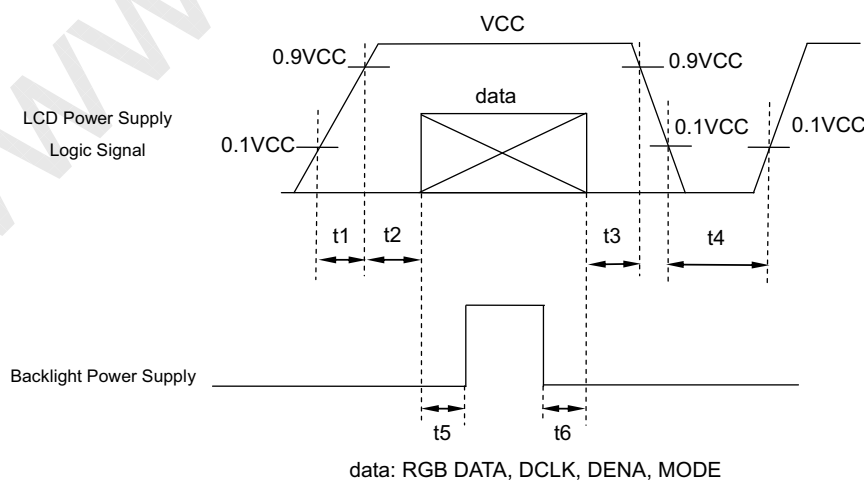 VCC
0.9VCC
0.9VCC
data
LCD Power Supply
Logic Signal
0.1VCC
0.1VCC
0.1VCC
t1
t2
t3
t4
Backlight Power Supply
t5
t6
data: RGB DATA, DCLK, DENA, MODE